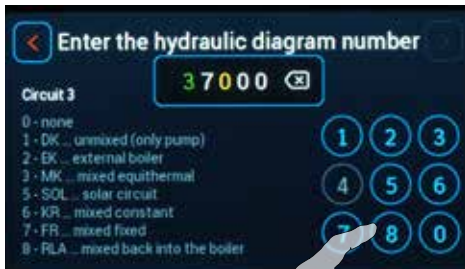 Enter the hydraulic diagram number
37000
Circuit 3
0 - none
1 - DK ... unmixed (only pump)
2 - EK ... external boiler
3 - MK ... mixed equithermal
5 - SOL ... solar circuit
6 - KR ... mixed constant
7 - FR ... mixed fixed
8 - RLA ... mixed back into the boiler
1 2 3
4 5 6
7 8 0